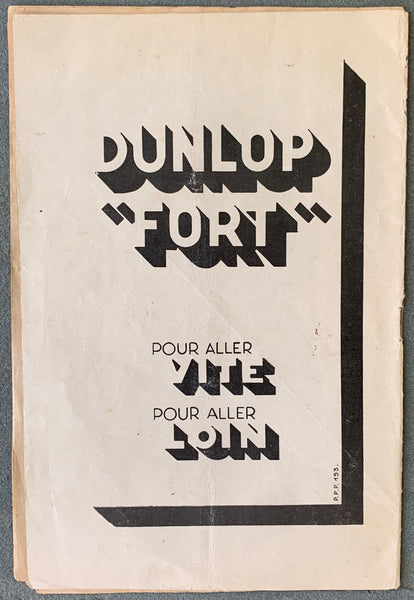 DUNLOP
"FORT"
POUR ALLER
VITE
POUR ALLER
LOIN
P.P.P. 153.